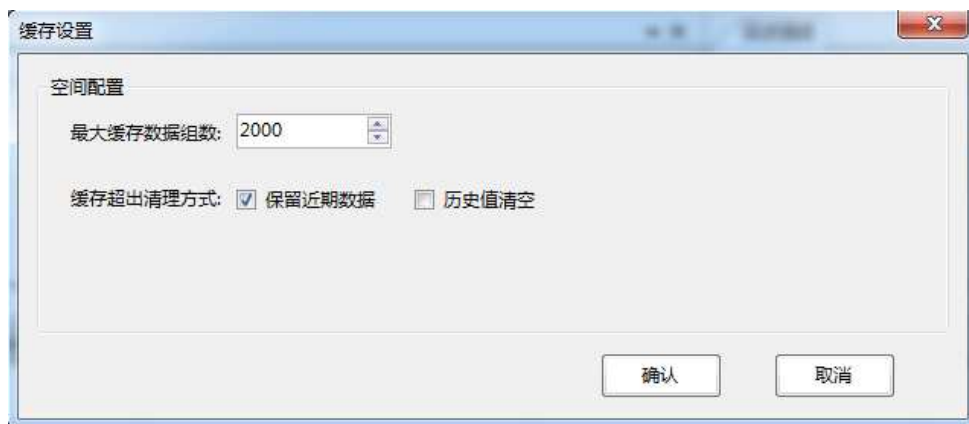 缓存设置
空间配置
最大缓存数据组数: 2000
缓存超出清理方式: 保留近期数据 历史值清空
确认 取消